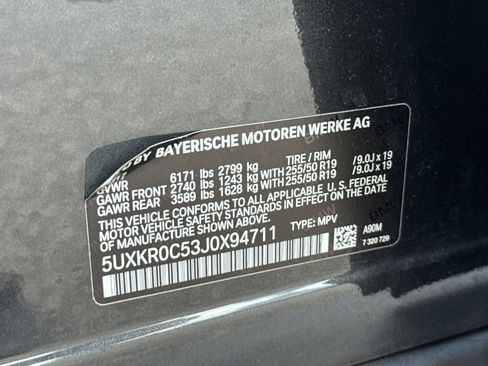 BY BAYERISCHE MOTOREN WERKE AG
GVWR 6171 lbs 2799 kg TIRE / RIM
GAWR FRONT 2740 lbs 1243 kg WITH 255/50 R19 /9.0J x 19
GAWR REAR 3589 lbs 1628 kg WITH 255/50 R19 /9.0J x 19
THIS VEHICLE CONFORMS TO ALL APPLICABLE U.S. FEDERAL
MOTOR VEHICLE SAFETY STANDARDS IN EFFECT ON THE DATE
OF MANUFACTURE SHOWN ABOVE.
5UXKR0C53J0X94711 TYPE: MPV
A90M
7 320 729